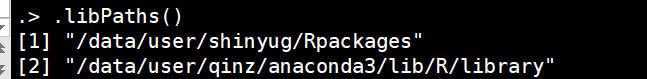 .> .libPaths()
[1] "/data/user/shinyug/Rpackages"
[2] "/data/user/qinz/anaconda3/lib/R/library"